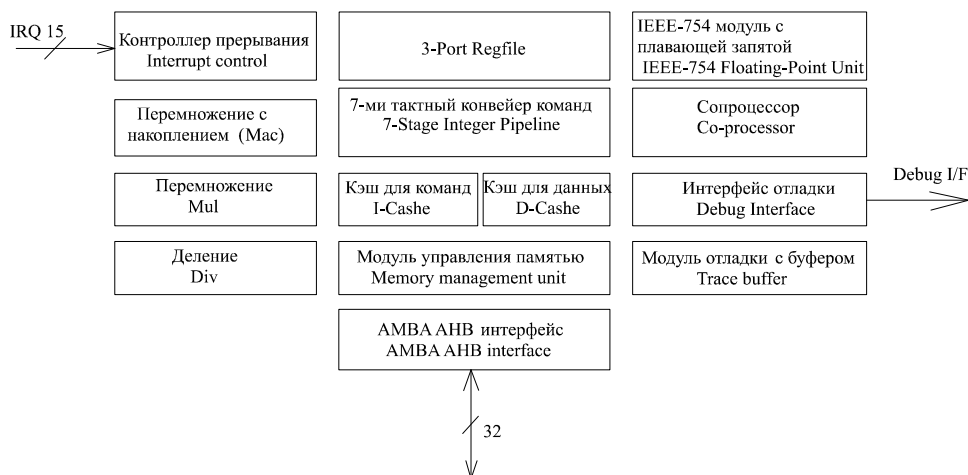 IRQ 15
Контроллер прерывания
Interrupt control
3-Port Regfile
IEEE-754 модуль с
плавающей запятой
IEEE-754 Floating-Point Unit
Перемножение с
накоплением (Mac)
7-ми тактный конвейер команд
7-Stage Integer Pipeline
Сопроцессор
Co-processor
Перемножение
Mul
Кэш для команд
I-Cashe
Кэш для данных
D-Cashe
Интерфейс отладки
Debug Interface
Debug I/F
Деление
Div
Модуль управления памятью
Memory management unit
Модуль отладки с буфером
Trace buffer
AMBA AHB интерфейс
AMBA AHB interface
32